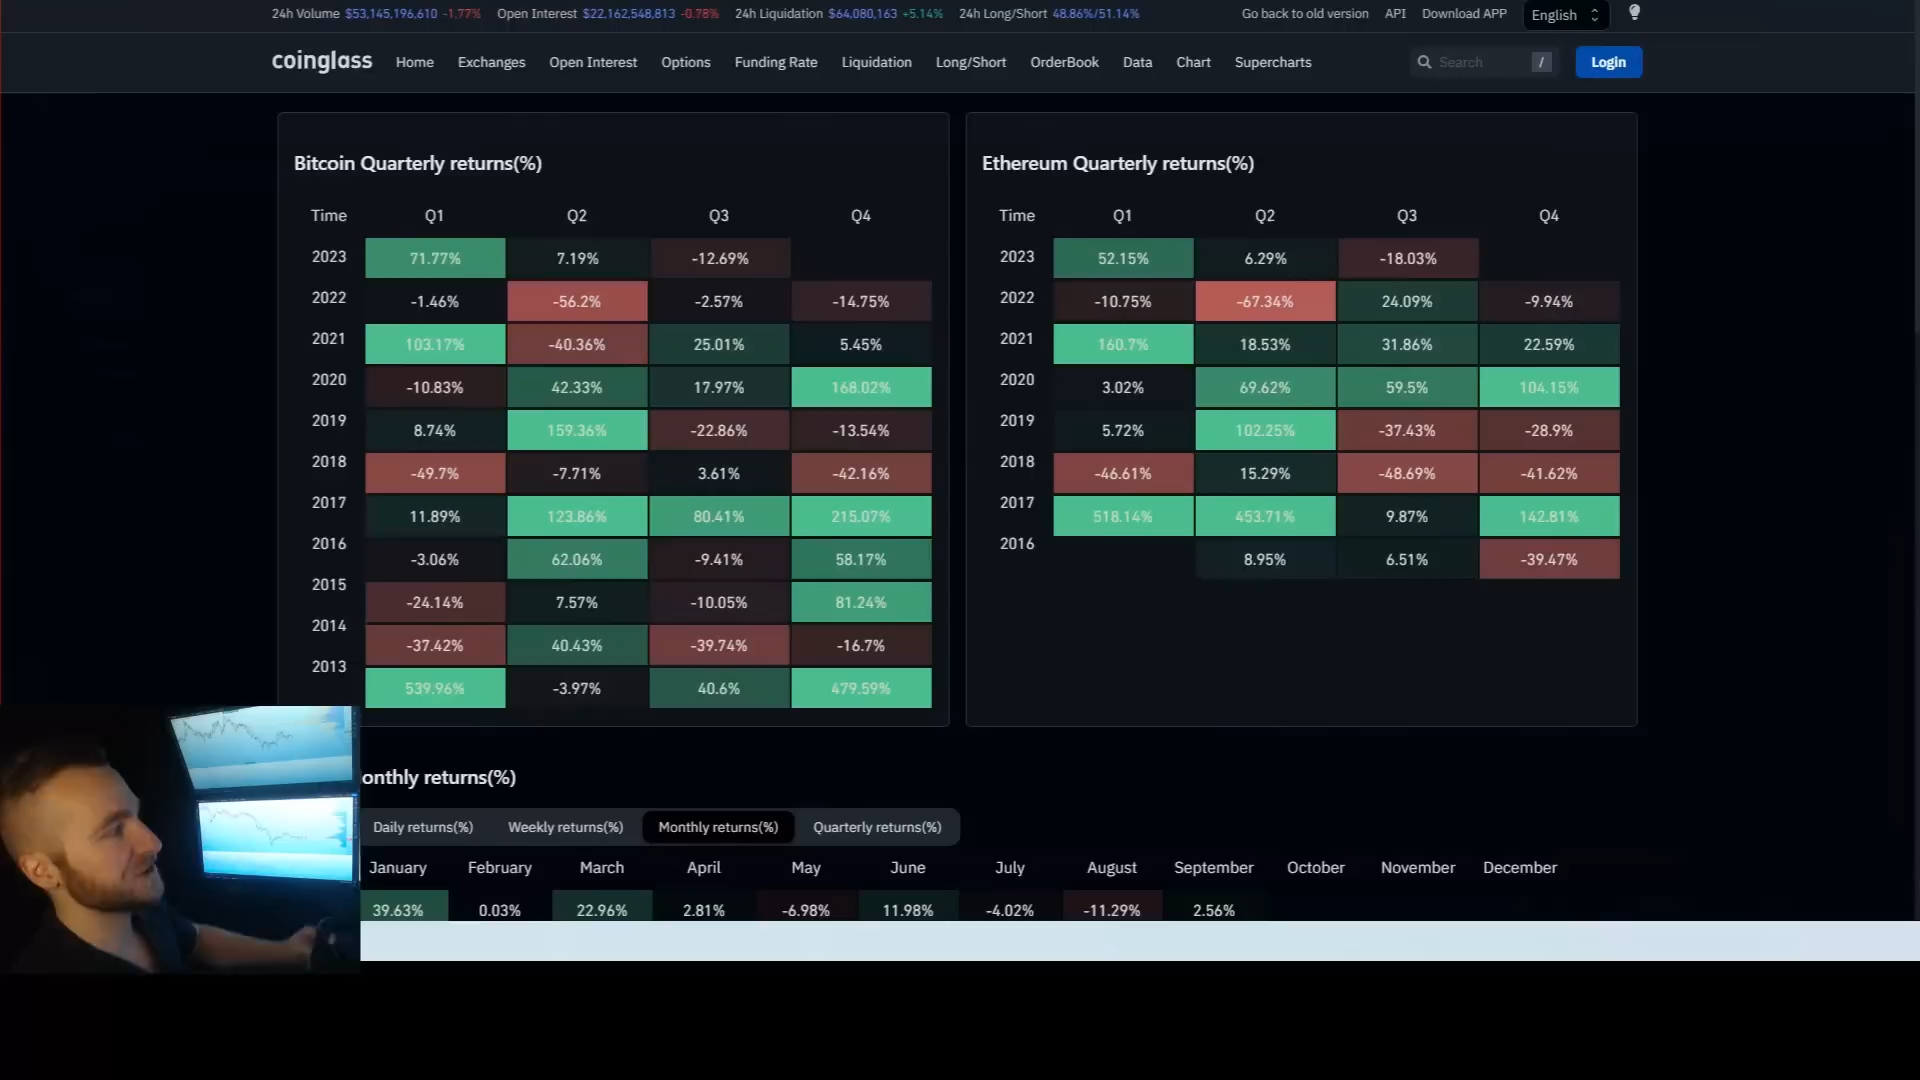 24h Volume $53,145,196,610 -1.77% Open Interest $22,162,548,813 -0.78% 24h Liquidation $64,080,163 +5.14% 24h Long/Short 48.86%/51.14% Go back to old version API Download APP English
coinglass Home Exchanges Open Interest Options Funding Rate Liquidation Long/Short OrderBook Data Chart Supercharts Search / Login
Bitcoin Quarterly returns(%)
Time Q1 Q2 Q3 Q4
2023 71.77% 7.19% -12.69%
2022 -1.46% -56.2% -2.57% -14.75%
2021 103.17% -40.36% 25.01% 5.45%
2020 -10.83% 42.33% 17.97% 168.02%
2019 8.74% 159.36% -22.86% -13.54%
2018 -49.7% -7.71% 3.61% -42.16%
2017 11.89% 123.86% 80.41% 215.07%
2016 -3.06% 62.06% -9.41% 58.17%
2015 -24.14% 7.57% -10.05% 81.24%
2014 -37.42% 40.43% -39.74% -16.7%
2013 539.96% -3.97% 40.6% 479.59%
Ethereum Quarterly returns(%)
Time Q1 Q2 Q3 Q4
2023 52.15% 6.29% -18.03%
2022 -10.75% -67.34% 24.09% -9.94%
2021 160.7% 18.53% 31.86% 22.59%
2020 3.02% 69.62% 59.5% 104.15%
2019 5.72% 102.25% -37.43% -28.9%
2018 -46.61% 15.29% -48.69% -41.62%
2017 518.14% 453.71% 9.87% 142.81%
2016 8.95% 6.51% -39.47%
onthly returns(%)
Daily returns(%) Weekly returns(%) Monthly returns(%) Quarterly returns(%)
January February March April May June July August September October November December
39.63% 0.03% 22.96% 2.81% -6.98% 11.98% -4.02% -11.29% 2.56%